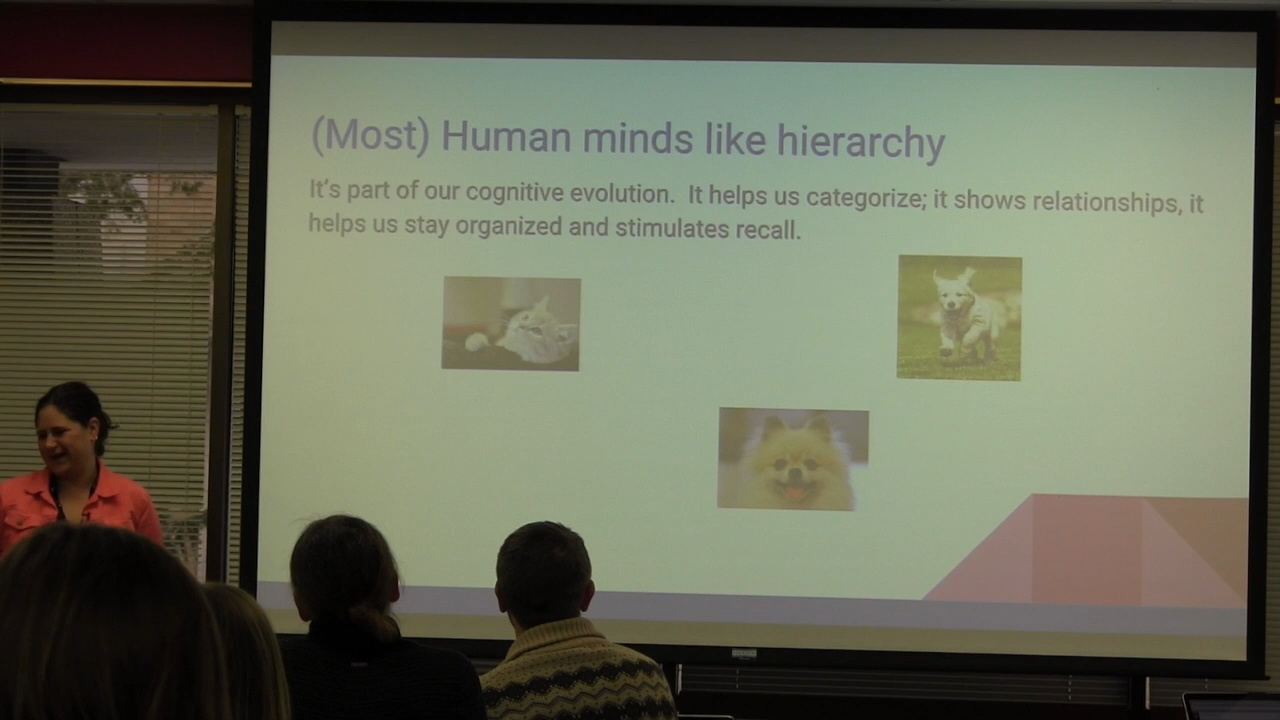 (Most) Human minds like hierarchy
It's part of our cognitive evolution.  It helps us categorize; it shows relationships, it
helps us stay organized and stimulates recall.